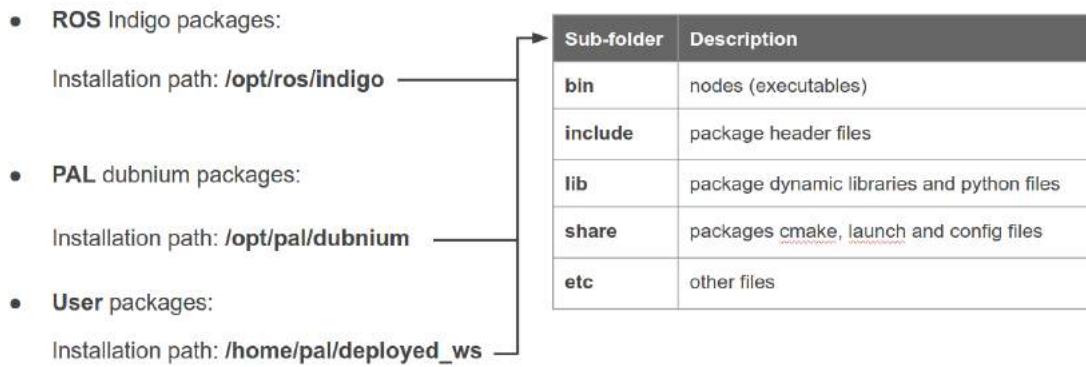 ● ROS Indigo packages:
Installation path: /opt/ros/indigo
● PAL dubnium packages:
Installation path: /opt/pal/dubnium
● User packages:
Installation path: /home/pal/deployed_ws
Sub-folder Description
bin nodes (executables)
include package header files
lib package dynamic libraries and python files
share packages cmake, launch and config files
etc other files